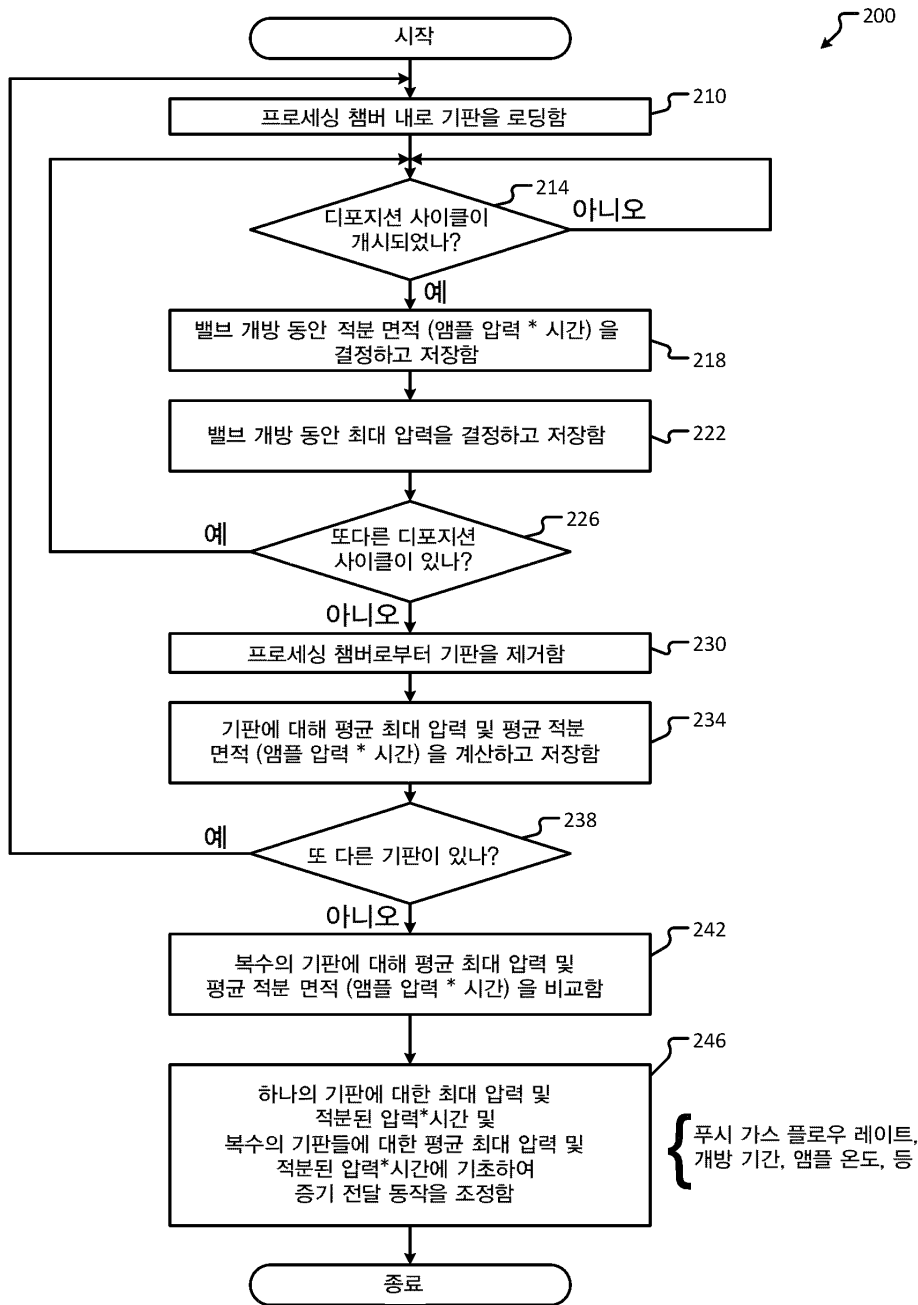 200
시작
210
프로세싱 챔버 내로 기판을 로딩함
214
디포지션 사이클이
개시되었나?
아니오
예
밸브 개방 동안 적분 면적 (앰플 압력 * 시간) 을
결정하고 저장함
218
밸브 개방 동안 최대 압력을 결정하고 저장함
222
226
예
또다른 디포지션
사이클이 있나?
아니오
프로세싱 챔버로부터 기판을 제거함
230
기판에 대해 평균 최대 압력 및 평균 적분
면적 (앰플 압력 * 시간) 을 계산하고 저장함
234
238
예
또 다른 기판이 있나?
아니오
242
복수의 기판에 대해 평균 최대 압력 및
평균 적분 면적 (앰플 압력 * 시간) 을 비교함
246
하나의 기판에 대한 최대 압력 및
적분된 압력*시간 및
복수의 기판들에 대한 평균 최대 압력 및
적분된 압력*시간에 기초하여
증기 전달 동작을 조정함
푸시 가스 플로우 레이트,
개방 기간, 앰플 온도, 등
종료